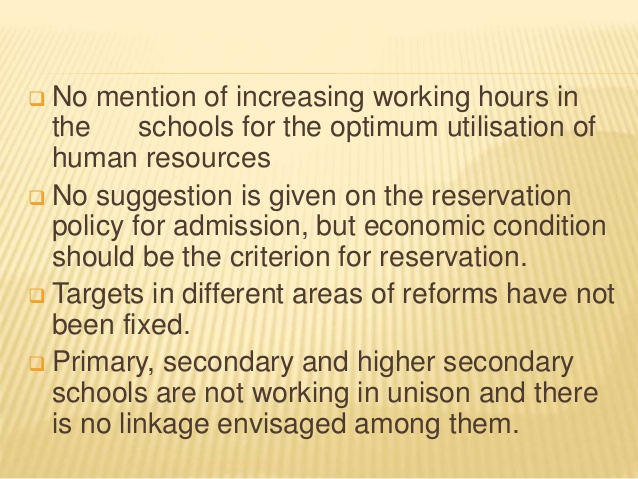 No mention of increasing working hours in
the schools for the optimum utilisation of
human resources
No suggestion is given on the reservation
policy for admission, but economic condition
should be the criterion for reservation.
Targets in different areas of reforms have not
been fixed.
Primary, secondary and higher secondary
schools are not working in unison and there
is no linkage envisaged among them.